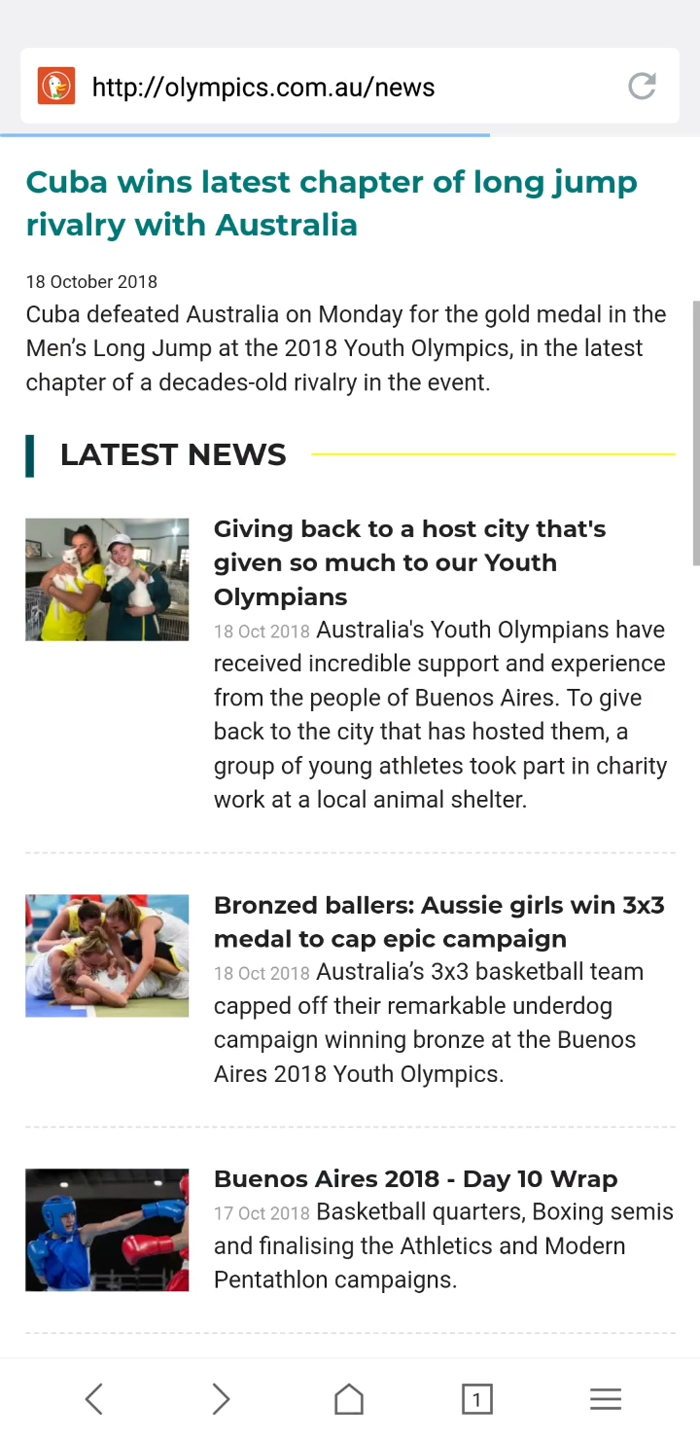 http://olympics.com.au/news
Cuba wins latest chapter of long jump
rivalry with Australia
18 October 2018
Cuba defeated Australia on Monday for the gold medal in the
Men’s Long Jump at the 2018 Youth Olympics, in the latest
chapter of a decades-old rivalry in the event.
LATEST NEWS
Giving back to a host city that's
given so much to our Youth
Olympians
18 Oct 2018 Australia's Youth Olympians have
received incredible support and experience
from the people of Buenos Aires. To give
back to the city that has hosted them, a
group of young athletes took part in charity
work at a local animal shelter.
Bronzed ballers: Aussie girls win 3x3
medal to cap epic campaign
18 Oct 2018 Australia’s 3x3 basketball team
capped off their remarkable underdog
campaign winning bronze at the Buenos
Aires 2018 Youth Olympics.
Buenos Aires 2018 - Day 10 Wrap
17 Oct 2018 Basketball quarters, Boxing semis
and finalising the Athletics and Modern
Pentathlon campaigns.
1